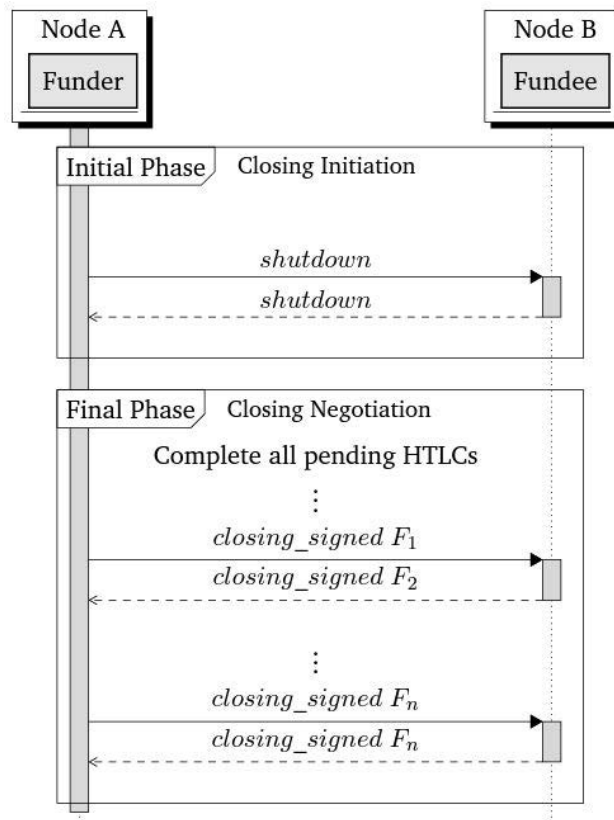 Node A
Node B
Funder
Fundee
Initial Phase
Closing Initiation
shutdown
shutdown
Final Phase
Closing Negotiation
Complete all pending HTLCs
⋮
closing_signed F₁
closing_signed F₂
⋮
closing_signed Fₙ
closing_signed Fₙ